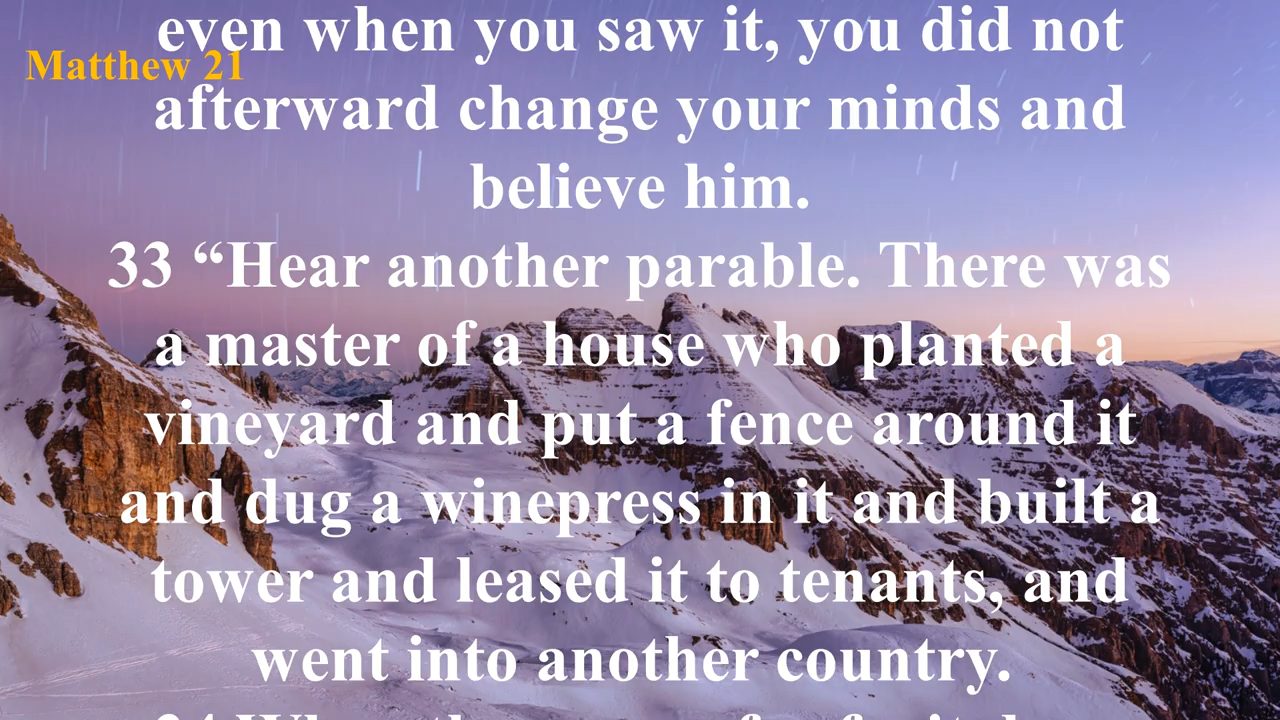 even when you saw it, you did not
Matthew 21
afterward change your minds and
believe him.
33 “Hear another parable. There was
a master of a house who planted a
vineyard and put a fence around it
and dug a winepress in it and built a
tower and leased it to tenants, and
went into another country.